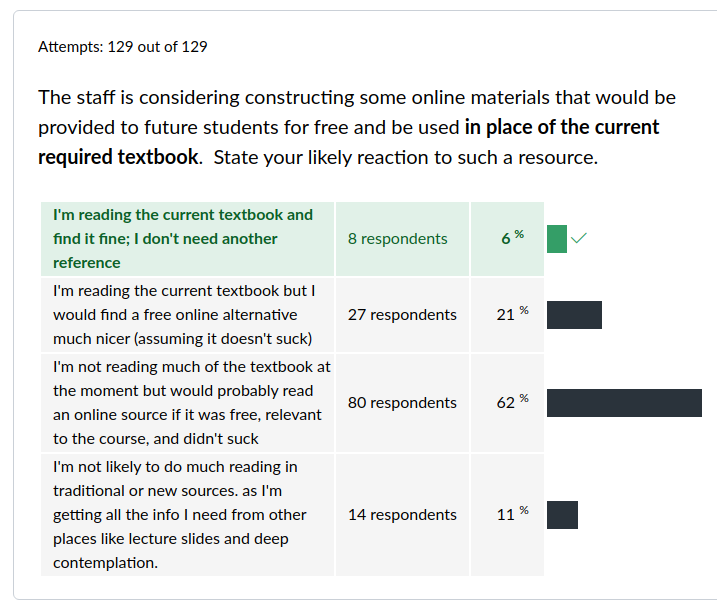 Attempts: 129 out of 129
The staff is considering constructing some online materials that would be
provided to future students for free and be used in place of the current
required textbook.  State your likely reaction to such a resource.
I'm reading the current textbook and
find it fine; I don't need another
reference
8 respondents
6 %
I'm reading the current textbook but I
would find a free online alternative
much nicer (assuming it doesn't suck)
27 respondents
21 %
I'm not reading much of the textbook at
the moment but would probably read
an online source if it was free, relevant
to the course, and didn't suck
80 respondents
62 %
I'm not likely to do much reading in
traditional or new sources. as I'm
getting all the info I need from other
places like lecture slides and deep
contemplation.
14 respondents
11 %